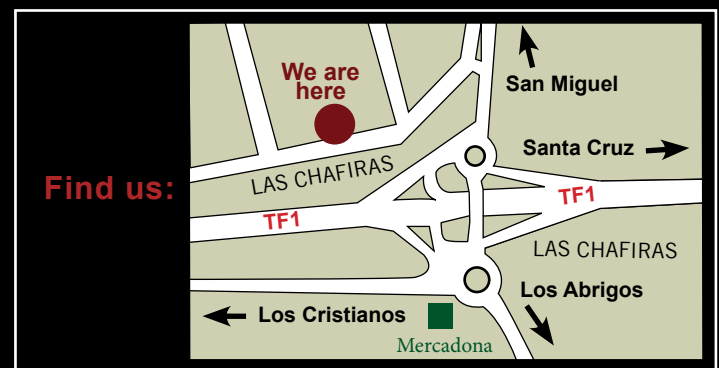 Find us:
We are
here
San Miguel
Santa Cruz
LAS CHAFIRAS
TF1
TF1
LAS CHAFIRAS
Los Abrigos
Los Cristianos
Mercadona